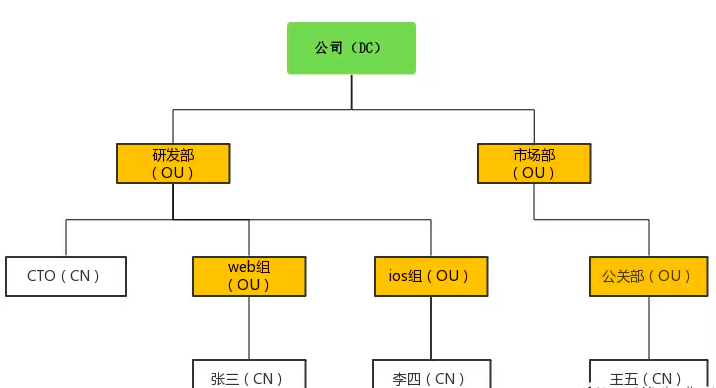 公司（DC）
研发部
（OU）
市场部
（OU）
CTO（CN）
web组
（OU）
ios组（OU）
公关部（OU）
张三（CN）
李四（CN）
王五（CN）